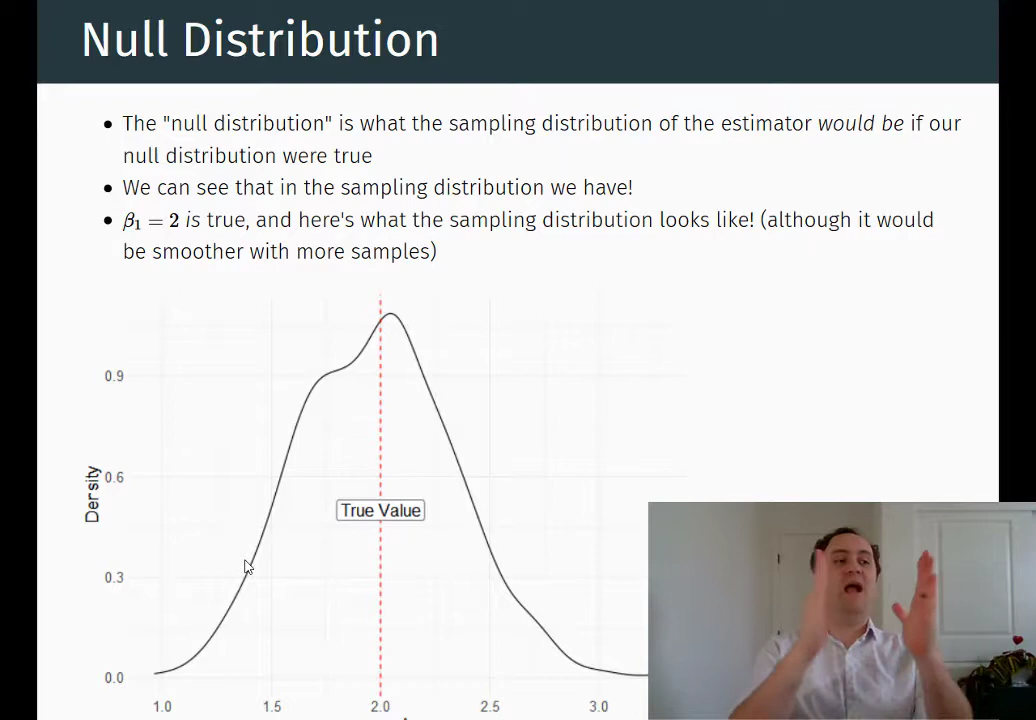 Null Distribution
• The "null distribution" is what the sampling distribution of the estimator would be if our
null distribution were true
• We can see that in the sampling distribution we have!
• β₁ = 2 is true, and here's what the sampling distribution looks like! (although it would
be smoother with more samples)
0.9
0.6
0.3
0.0
Density
True Value
1.0 1.5 2.0 2.5 3.0